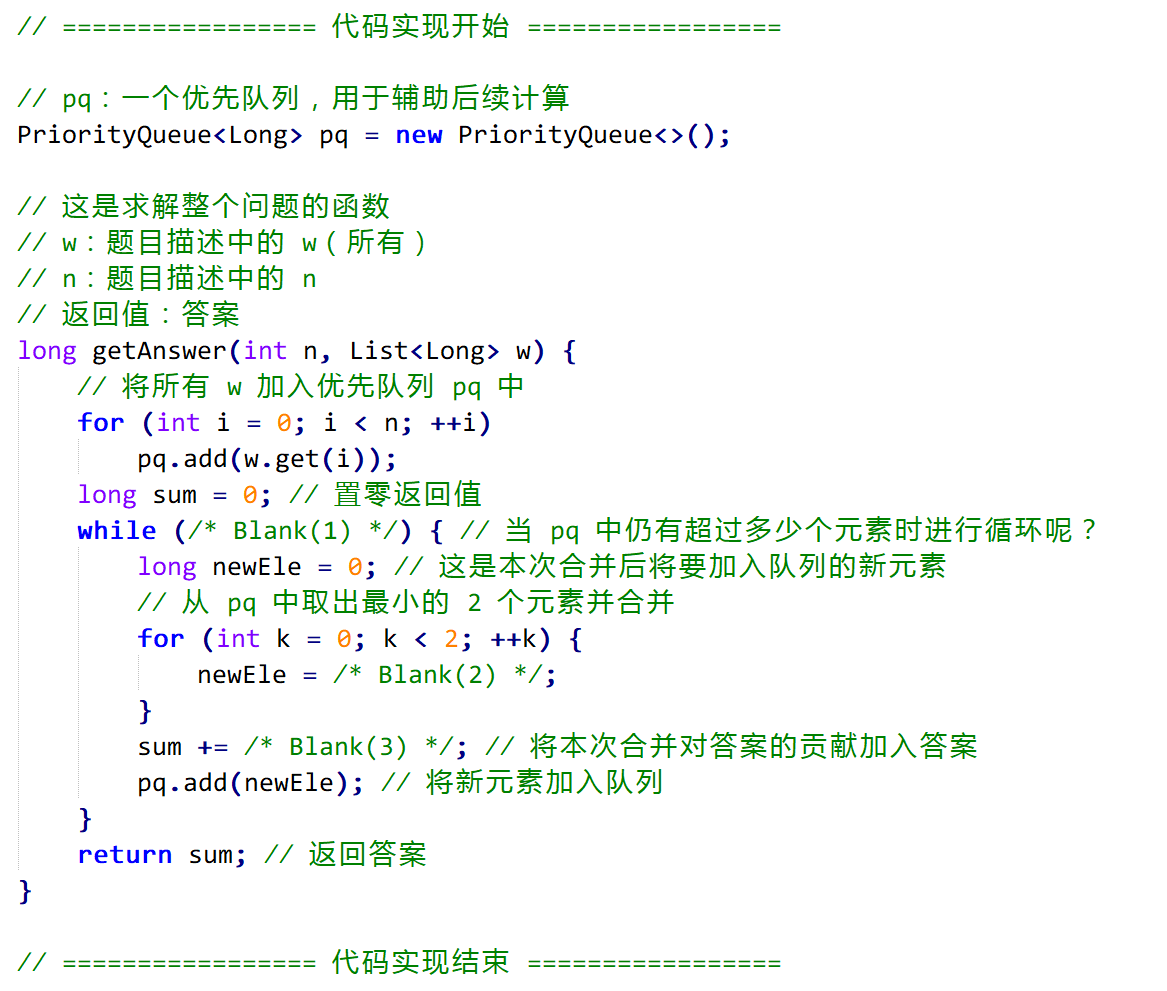 // ================= 代码实现开始 =================
// pq：一个优先队列，用于辅助后续计算
PriorityQueue<Long> pq = new PriorityQueue<>();
// 这是求解整个问题的函数
// w：题目描述中的 w（所有）
// n：题目描述中的 n
// 返回值：答案
long getAnswer(int n, List<Long> w) {
    // 将所有 w 加入优先队列 pq 中
    for (int i = 0; i < n; ++i)
        pq.add(w.get(i));
    long sum = 0; // 置零返回值
    while (/* Blank(1) */) { // 当 pq 中仍有超过多少个元素时进行循环呢？
        long newEle = 0; // 这是本次合并后将要加入队列的新元素
        // 从 pq 中取出最小的 2 个元素并合并
        for (int k = 0; k < 2; ++k) {
            newEle = /* Blank(2) */;
        }
        sum += /* Blank(3) */; // 将本次合并对答案的贡献加入答案
        pq.add(newEle); // 将新元素加入队列
    }
    return sum; // 返回答案
}
// ================= 代码实现结束 =================